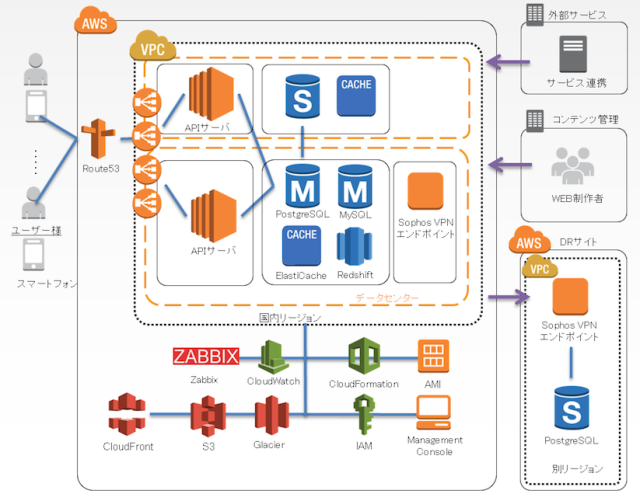 AWS
VPC
外部サービス
サービス連携
コンテンツ管理
WEB制作者
Route53
ユーザー様
スマートフォン
APIサーバ
S
CACHE
APIサーバ
M
PostgreSQL
M
MySQL
CACHE
ElastiCache
Redshift
Sophos VPN
エンドポイント
データセンター
国内リージョン
ZABBIX
Zabbix
CloudWatch
CloudFormation
AMI
CloudFront
S3
Glacier
IAM
Management
Console
AWS
DRサイト
VPC
Sophos VPN
エンドポイント
S
PostgreSQL
別リージョン